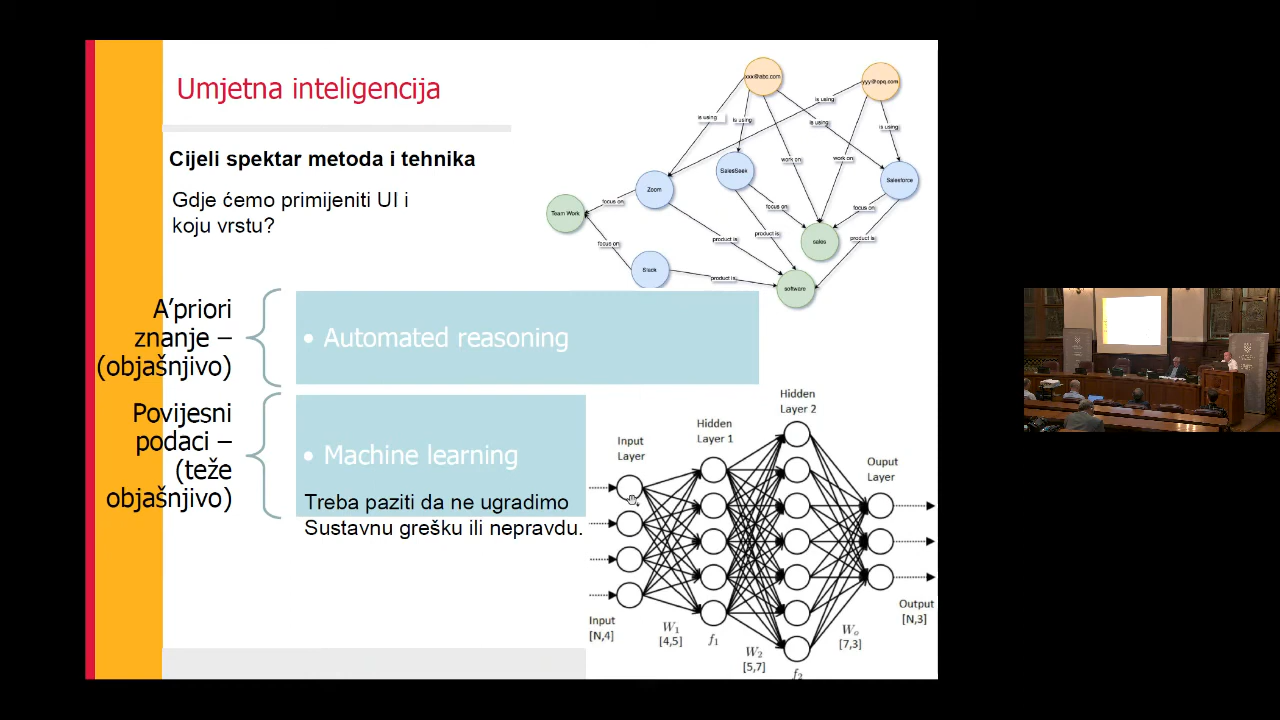 Umjetna inteligencija
Cijeli spektar metoda i tehnika
Gdje ćemo primijeniti UI i
koju vrstu?
xxx@abc.com
yyy@opq.com
is using
is using
is using
is using
is using
work on
work on
Zoom
SalesSeek
Salesforce
focus on
focus on
focus on
Team Work
focus on
product is
product is
product is
sales
Slack
product is
software
A’priori
znanje –
(objašnjivo)
• Automated reasoning
Povijesni
podaci –
(teže
objašnjivo)
• Machine learning
Treba paziti da ne ugradimo
Sustavnu grešku ili nepravdu.
Input
Layer
Hidden
Layer 1
Hidden
Layer 2
Ouput
Layer
Input
[N,4]
W1
[4,5]
f1
W2
[5,7]
f2
Wo
[7,3]
Output
[N,3]